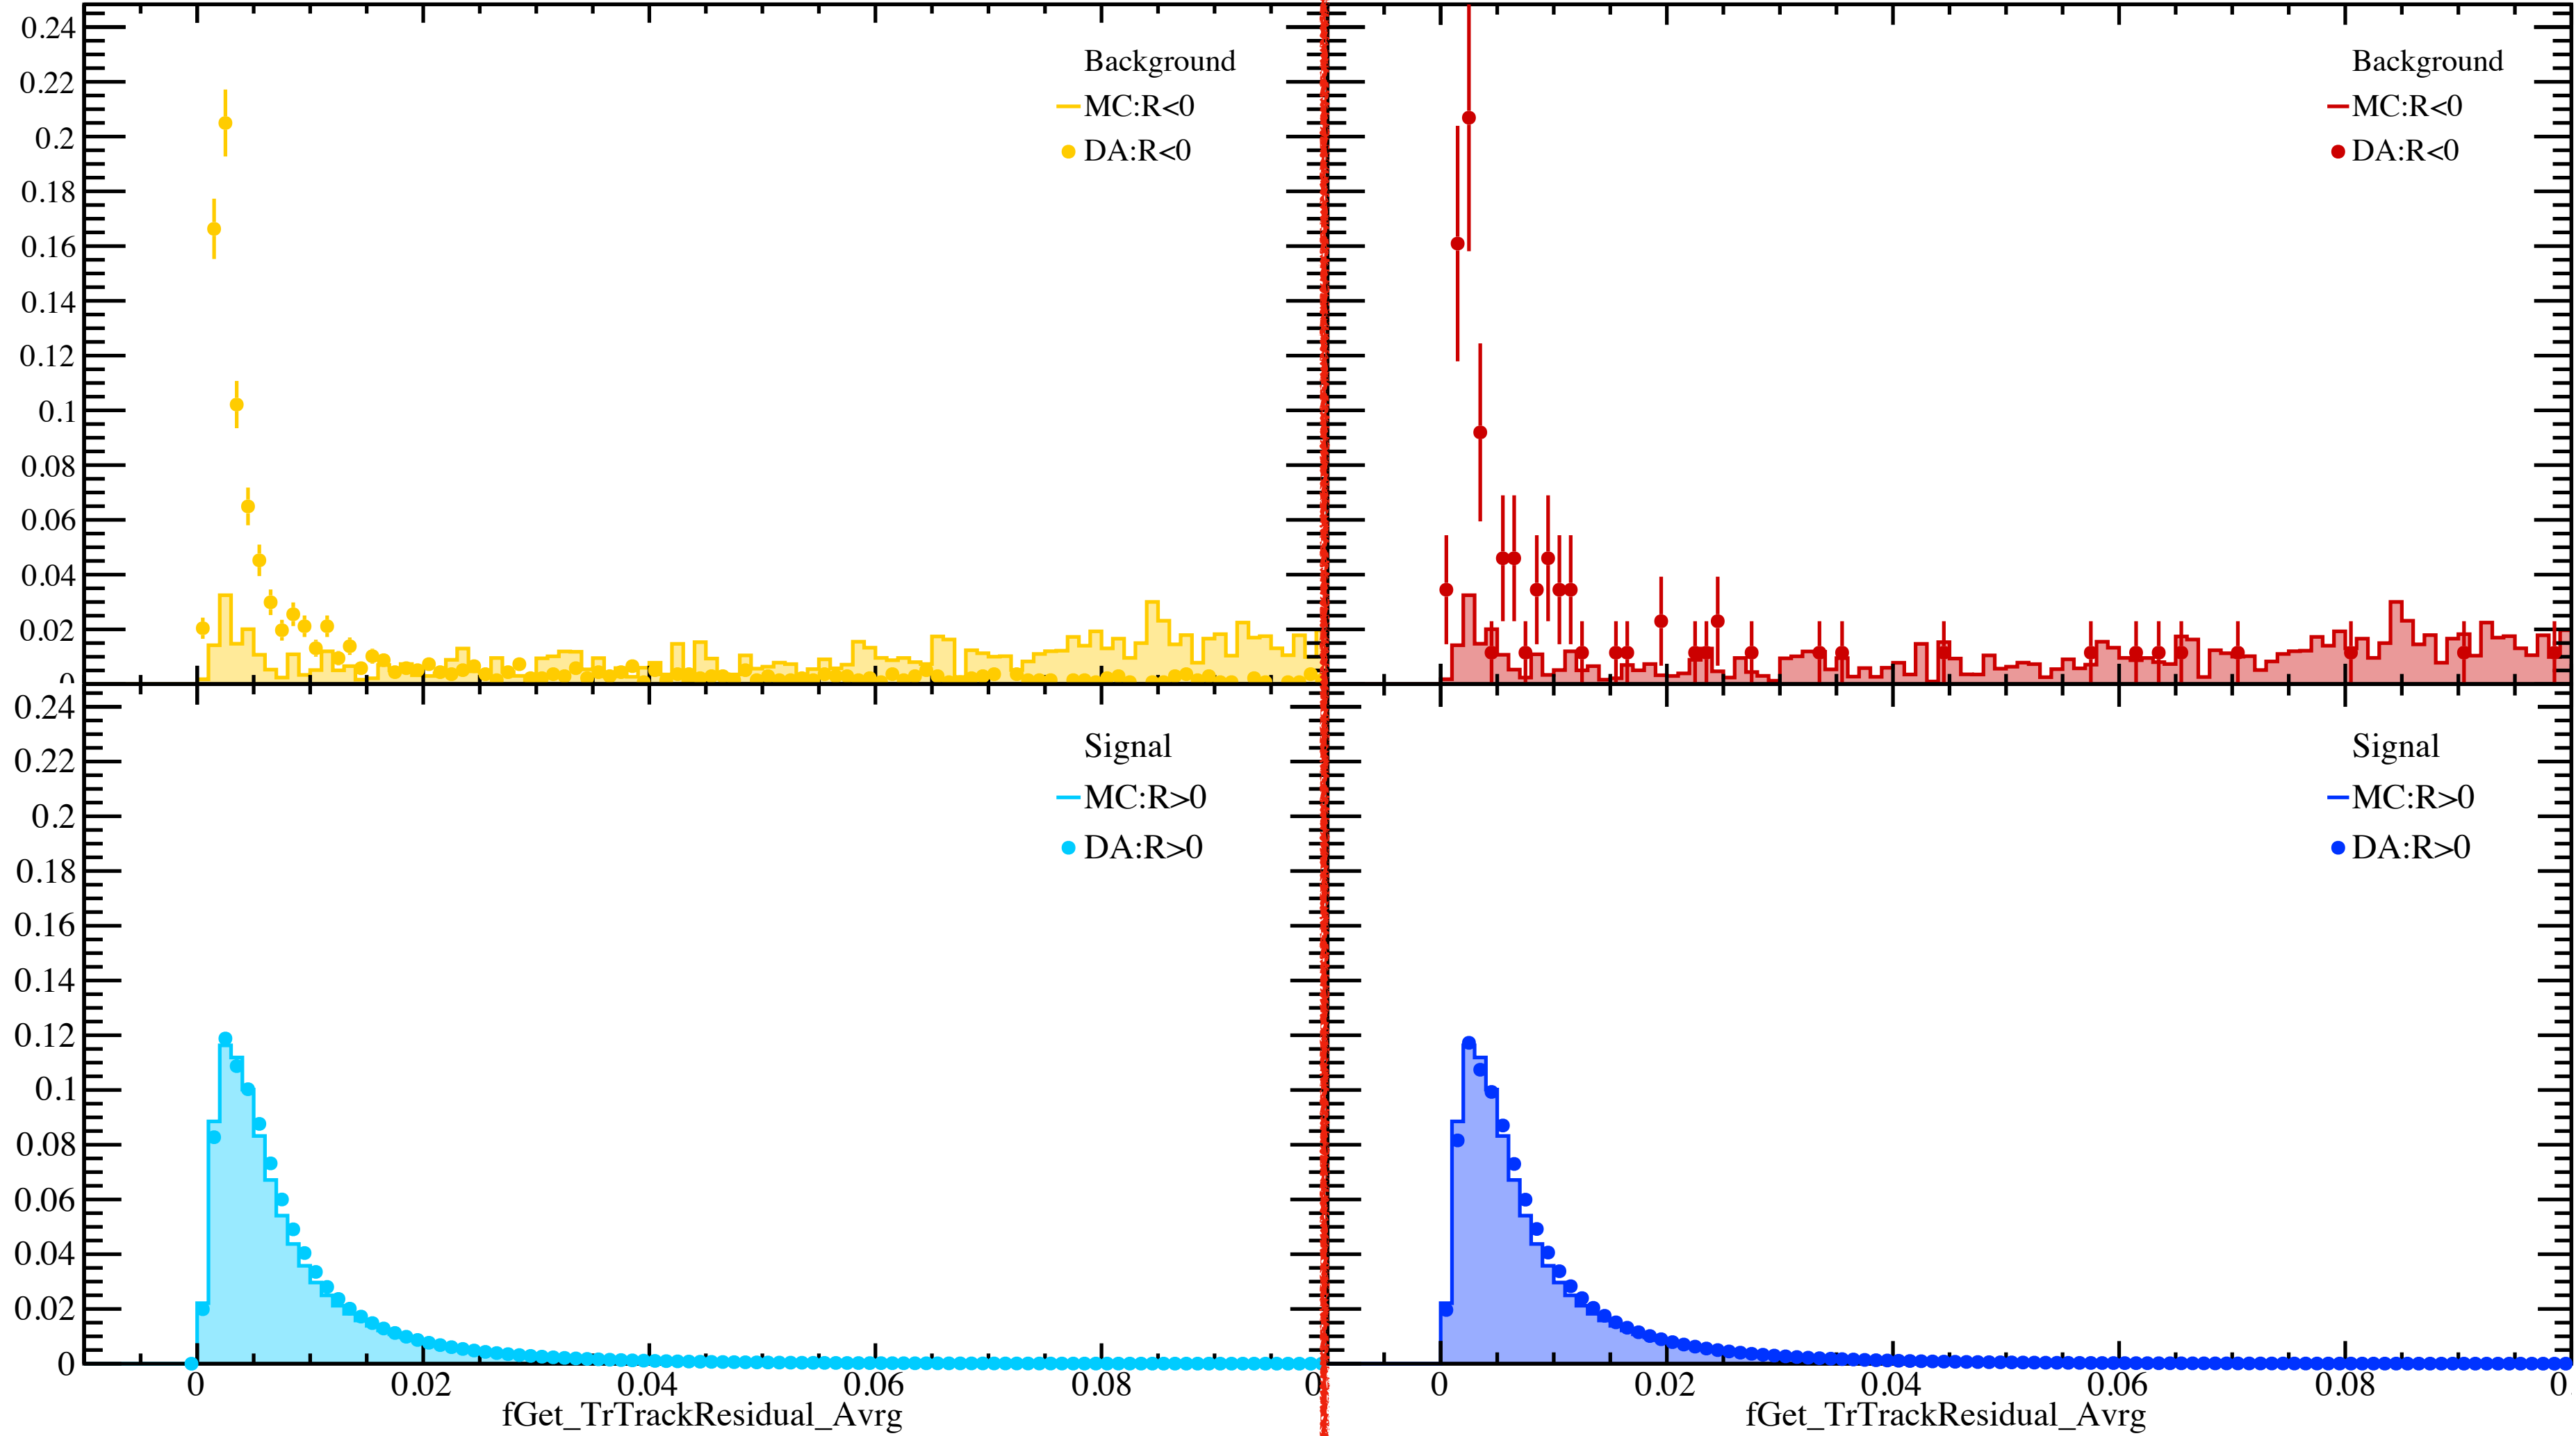 0.24
0.22
0.2
0.18
0.16
0.14
0.12
0.1
0.08
0.06
0.04
0.02
0
Background
MC:R<0
DA:R<0
Background
MC:R<0
DA:R<0
0.24
0.22
0.2
0.18
0.16
0.14
0.12
0.1
0.08
0.06
0.04
0.02
0
Signal
MC:R>0
DA:R>0
Signal
MC:R>0
DA:R>0
0 0.02 0.04 0.06 0.08
0 0.02 0.04 0.06 0.08 0.
fGet_TrTrackResidual_Avrg
fGet_TrTrackResidual_Avrg